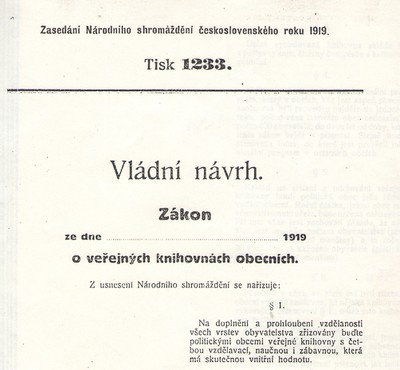 Zasedání Národního shromáždění československého roku 1919.
Tisk 1233.
Vládní návrh.
Zákon
ze dne ........................ 1919
o veřejných knihovnách obecních.
Z usnesení Národního shromáždění se nařizuje:
§ 1.
Na doplnění a prohloubení vzdělanosti
všech vrstev obyvatelstva zřizovány buďte
politickými obcemi veřejné knihovny s čet-
bou vzdělavací, naučnou i zábavnou, která
má skutečnou vnitřní hodnotu.